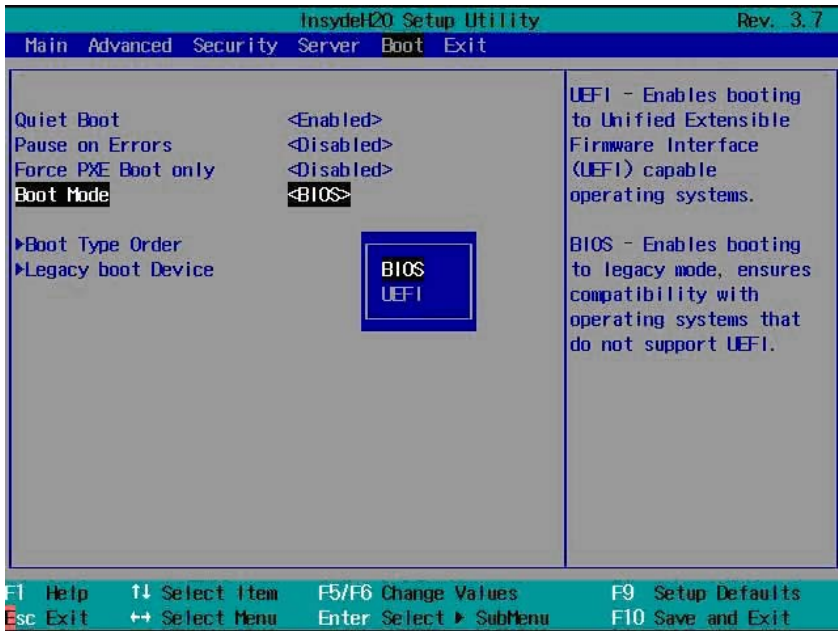 InsydeH20 Setup Utility Rev. 3.7
Main Advanced Security Server Boot Exit
Quiet Boot <Enabled>
Pause on Errors <Disabled>
Force PXE Boot only <Disabled>
Boot Mode <BIOS>
▶Boot Type Order
▶Legacy boot Device
BIOS
UEFI
UEFI - Enables booting
to Unified Extensible
Firmware Interface
(UEFI) capable
operating systems.
BIOS - Enables booting
to legacy mode, ensures
compatibility with
operating systems that
do not support UEFI.
F1 Help ↑↓ Select Item F5/F6 Change Values F9 Setup Defaults
Esc Exit ↔ Select Menu Enter Select ▶ SubMenu F10 Save and Exit